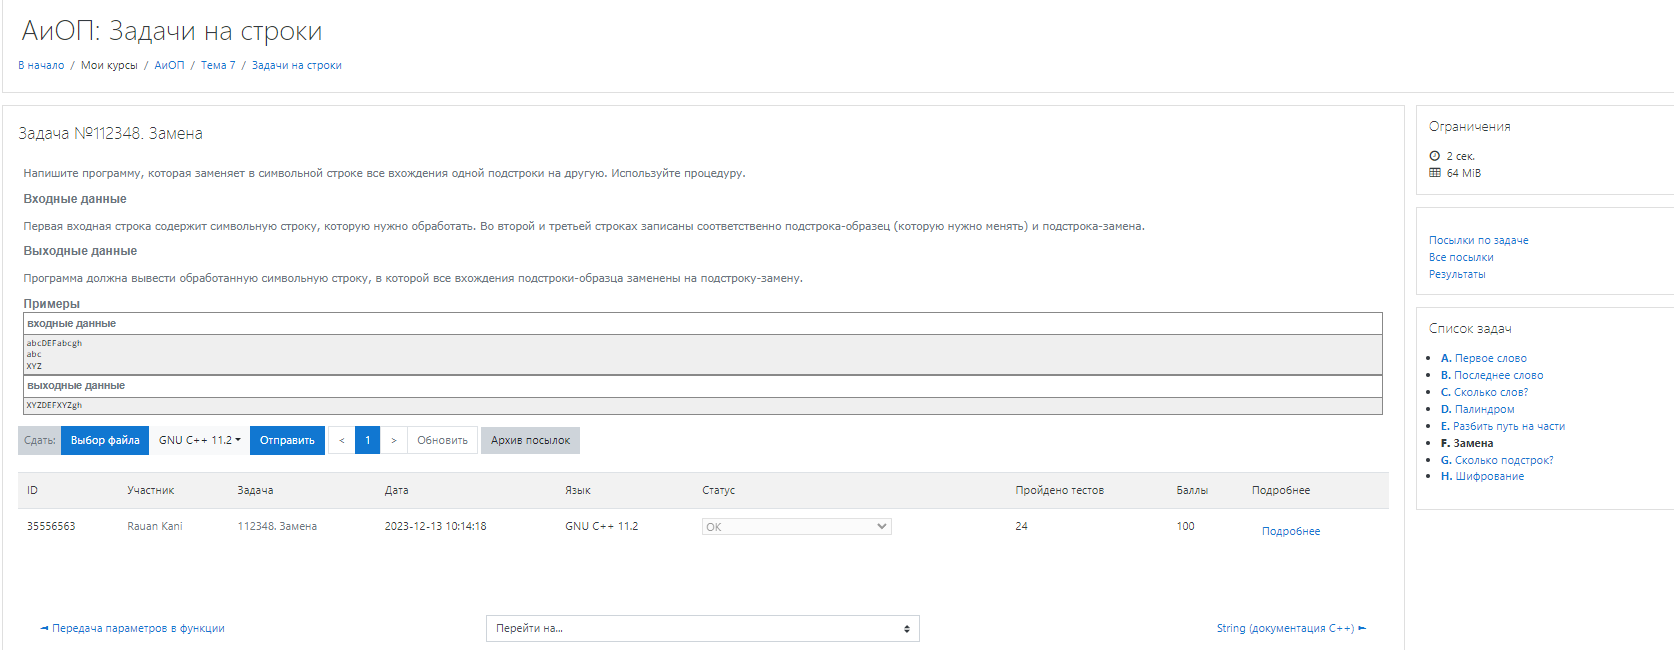 АиОП: Задачи на строки
В начало / Мои курсы / АиОП / Тема 7 / Задачи на строки
Задача №112348. Замена
Напишите программу, которая заменяет в символьной строке все вхождения одной подстроки на другую. Используйте процедуру.
Входные данные
Первая входная строка содержит символьную строку, которую нужно обработать. Во второй и третьей строках записаны соответственно подстрока-образец (которую нужно менять) и подстрока-замена.
Выходные данные
Программа должна вывести обработанную символьную строку, в которой все вхождения подстроки-образца заменены на подстроку-замену.
Примеры
входные данные
abcDEFabcgh
abc
XYZ
выходные данные
XYZDEFXYZgh
Сдать: Выбор файла GNU C++ 11.2 Отправить < 1 > Обновить Архив посылок
ID Участник Задача Дата Язык Статус Пройдено тестов Баллы Подробнее
35556563 Rauan Kani 112348. Замена 2023-12-13 10:14:18 GNU C++ 11.2 OK 24 100 Подробнее
◄ Передача параметров в функции Перейти на... String (документация C++) ►
Ограничения
2 сек.
64 MiB
Посылки по задаче
Все посылки
Результаты
Список задач
A. Первое слово
B. Последнее слово
C. Сколько слов?
D. Палиндром
E. Разбить путь на части
F. Замена
G. Сколько подстрок?
H. Шифрование